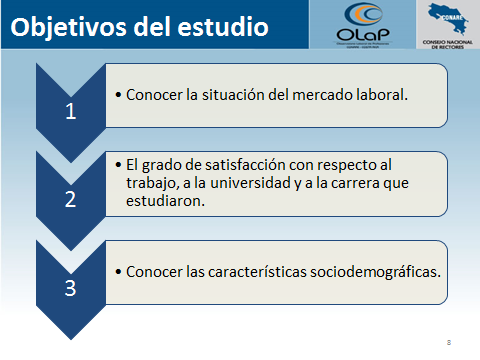 Objetivos del estudio
OLaP
CONARE
CONSEJO NACIONAL
DE RECTORES
1
• Conocer la situación del mercado laboral.
2
• El grado de satisfacción con respecto al
trabajo, a la universidad y a la carrera que
estudiaron.
3
• Conocer las características sociodemográficas.
8